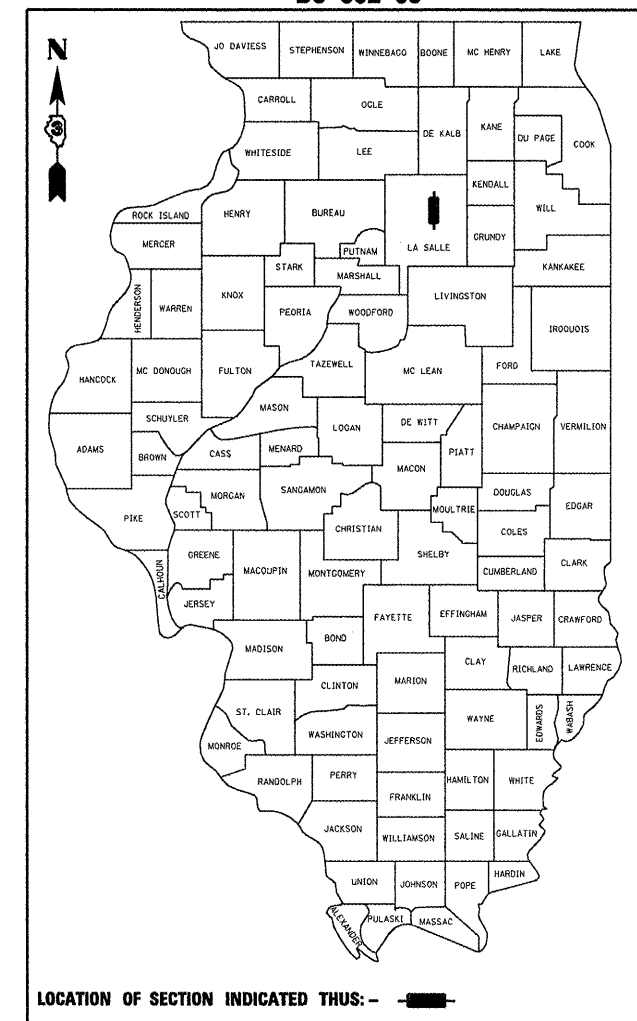 N
JO DAVIESS
STEPHENSON
WINNEBAGO
BOONE
MC HENRY
LAKE
CARROLL
OGLE
DE KALB
KANE
DU PAGE
COOK
WHITESIDE
LEE
KENDALL
WILL
ROCK ISLAND
HENRY
BUREAU
PUTNAM
LA SALLE
GRUNDY
MERCER
STARK
MARSHALL
KANKAKEE
HENDERSON
WARREN
KNOX
PEORIA
WOODFORD
LIVINGSTON
IROQUOIS
HANCOCK
MC DONOUGH
FULTON
TAZEWELL
MC LEAN
FORD
SCHUYLER
MASON
LOGAN
DE WITT
CHAMPAIGN
VERMILION
ADAMS
BROWN
CASS
MENARD
MACON
PIATT
PIKE
SCOTT
MORGAN
SANGAMON
CHRISTIAN
MOULTRIE
DOUGLAS
EDGAR
COLES
CALHOUN
GREENE
MACOUPIN
MONTGOMERY
SHELBY
CUMBERLAND
CLARK
JERSEY
FAYETTE
EFFINGHAM
JASPER
CRAWFORD
MADISON
BOND
CLAY
RICHLAND
LAWRENCE
CLINTON
MARION
ST. CLAIR
WAYNE
EDWARDS
WABASH
MONROE
WASHINGTON
JEFFERSON
RANDOLPH
PERRY
HAMILTON
WHITE
FRANKLIN
JACKSON
WILLIAMSON
SALINE
GALLATIN
UNION
JOHNSON
POPE
HARDIN
ALEXANDER
PULASKI
MASSAC
LOCATION OF SECTION INDICATED THUS: -